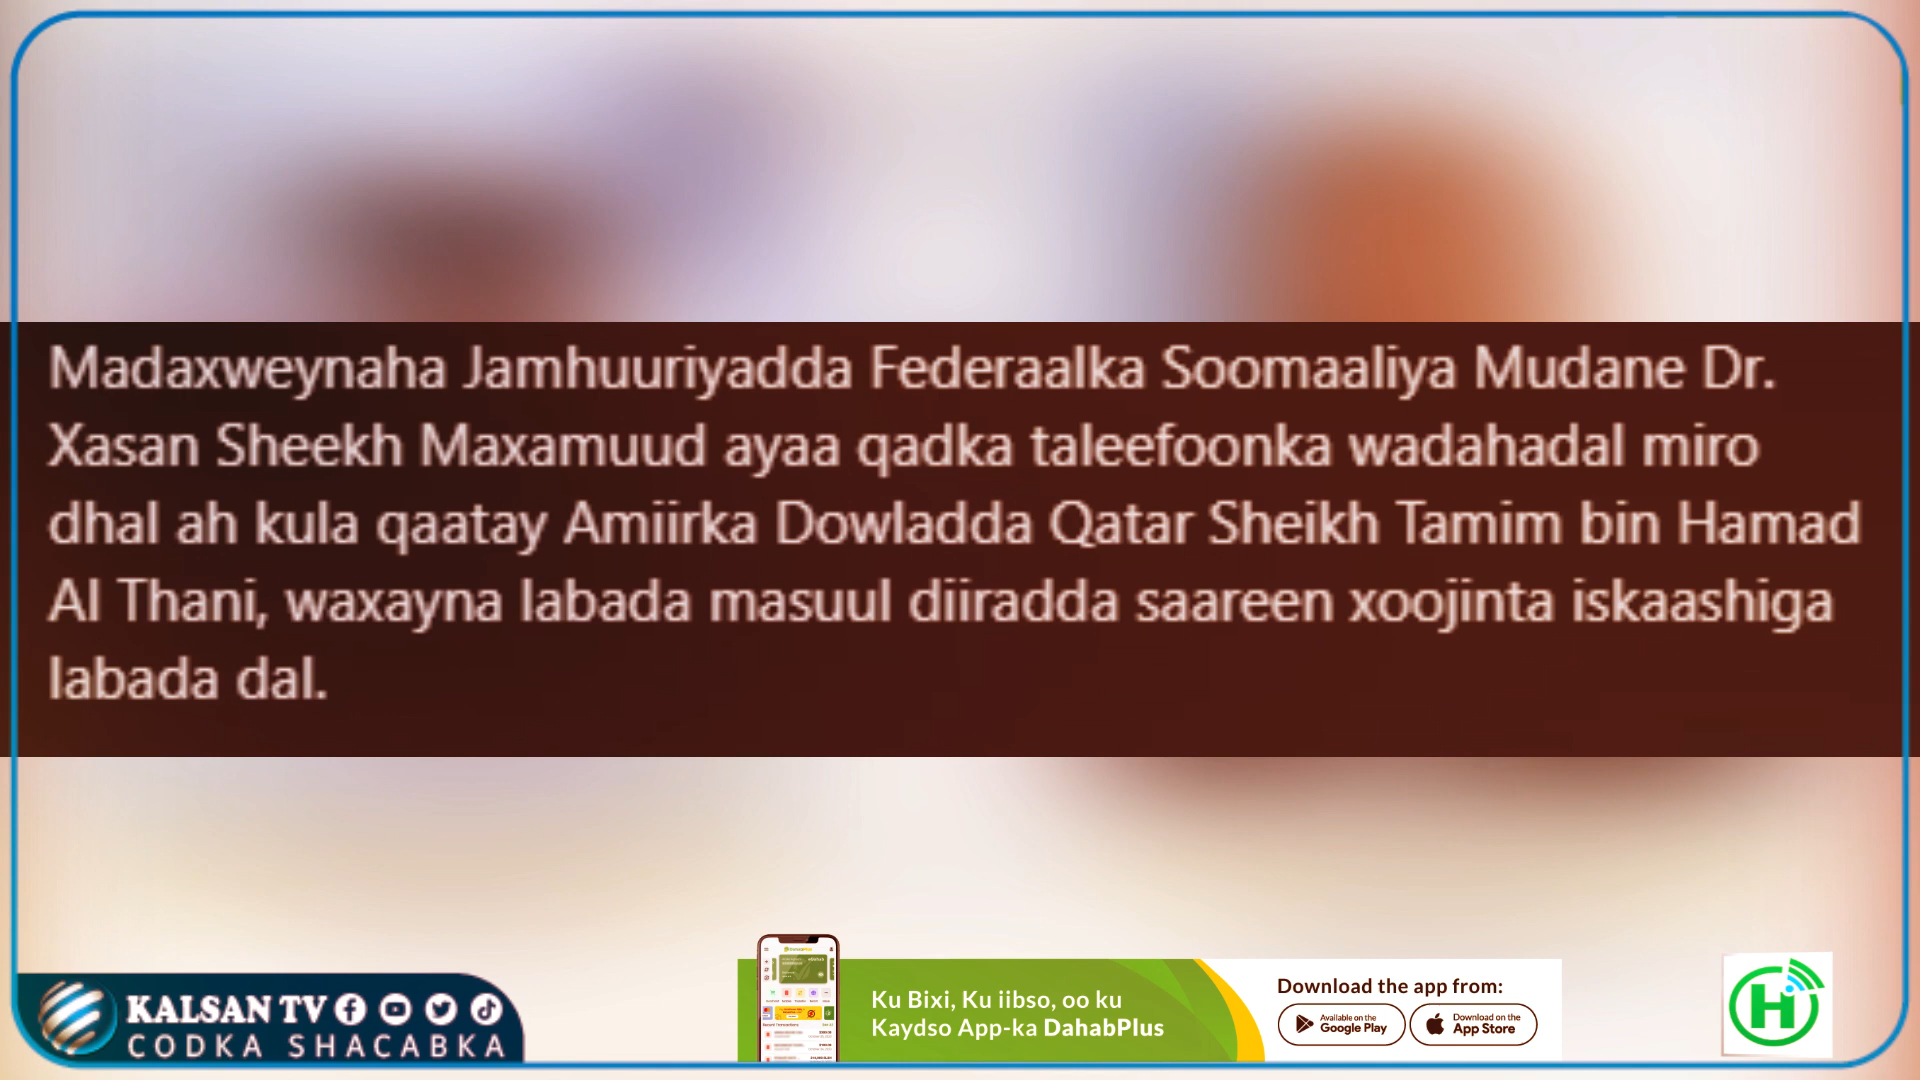 Madaxweynaha Jamhuuriyadda Federaalka Soomaaliya Mudane Dr.
Xasan Sheekh Maxamuud ayaa qadka taleefoonka wadahadal miro
dhal ah kula qaatay Amiirka Dowladda Qatar Sheikh Tamim bin Hamad
Al Thani, waxayna labada masuul diiradda saareen xoojinta iskaashiga
labada dal.
KALSAN TV
CODKA SHACABKA
Ku Bixi, Ku iibso, oo ku
Kaydso App-ka DahabPlus
Download the app from:
Available on the
Google Play
Download on the
App Store
H